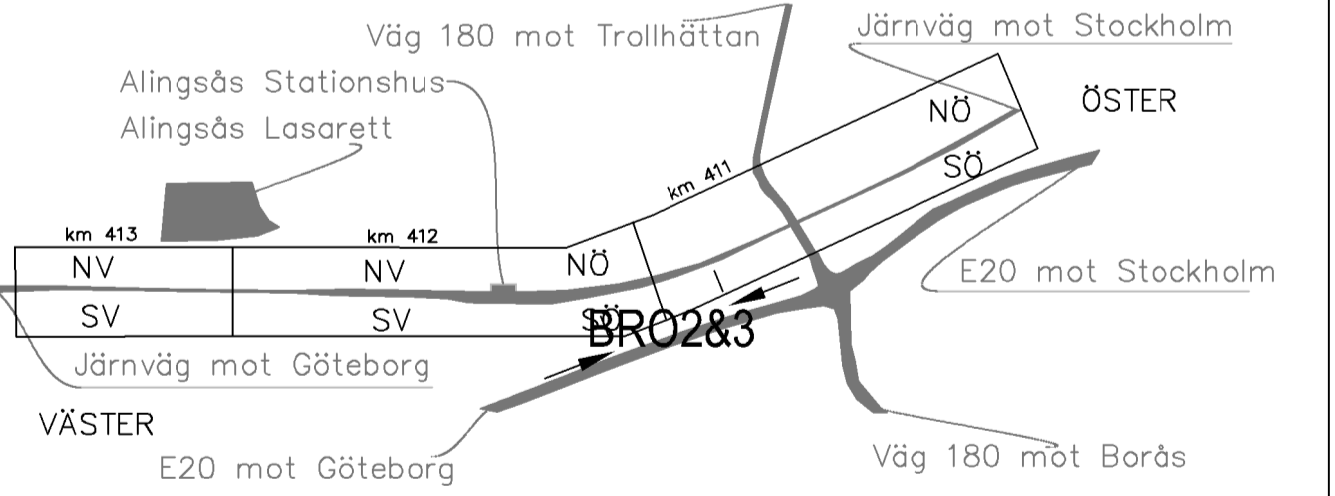 Väg 180 mot Trollhättan
Järnväg mot Stockholm
Alingsås Stationshus
ÖSTER
NÖ
Alingsås Lasarett
SÖ
km 411
km 413
km 412
NV
NV
NÖ
E20 mot Stockholm
SV
SV
SÖ
BRO2&3
Järnväg mot Göteborg
VÄSTER
E20 mot Göteborg
Väg 180 mot Borås